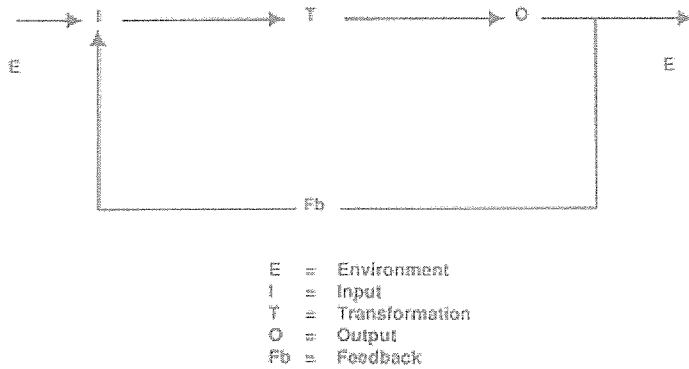 I T O
E E
Fb
E = Environment
I = Input
T = Transformation
O = Output
Fb = Feedback